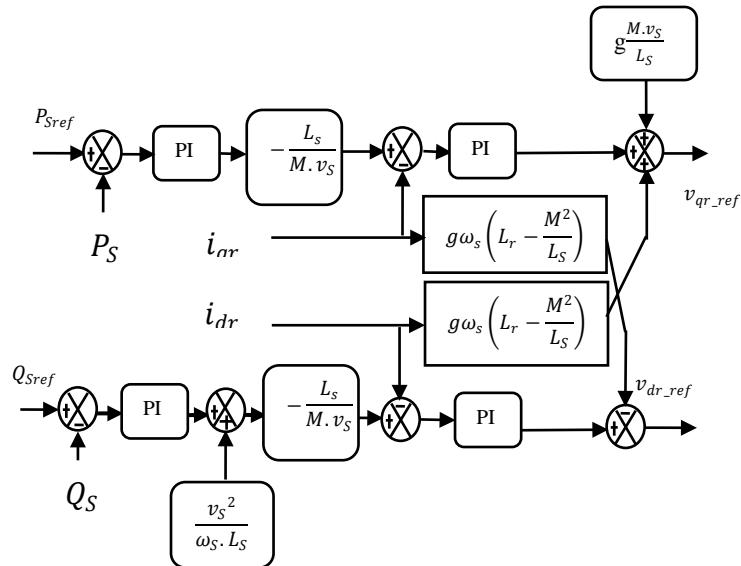 g M.v_S / L_S
P_Sref
+
−
PI
− L_s / M.v_S
+
−
PI
+
+
+
v_qr_ref
P_S
i_qr
gω_s (L_r − M² / L_S)
i_dr
gω_s (L_r − M² / L_S)
Q_Sref
+
−
PI
+
+
− L_s / M.v_S
+
−
PI
+
−
v_dr_ref
Q_S
v_S² / ω_S.L_S